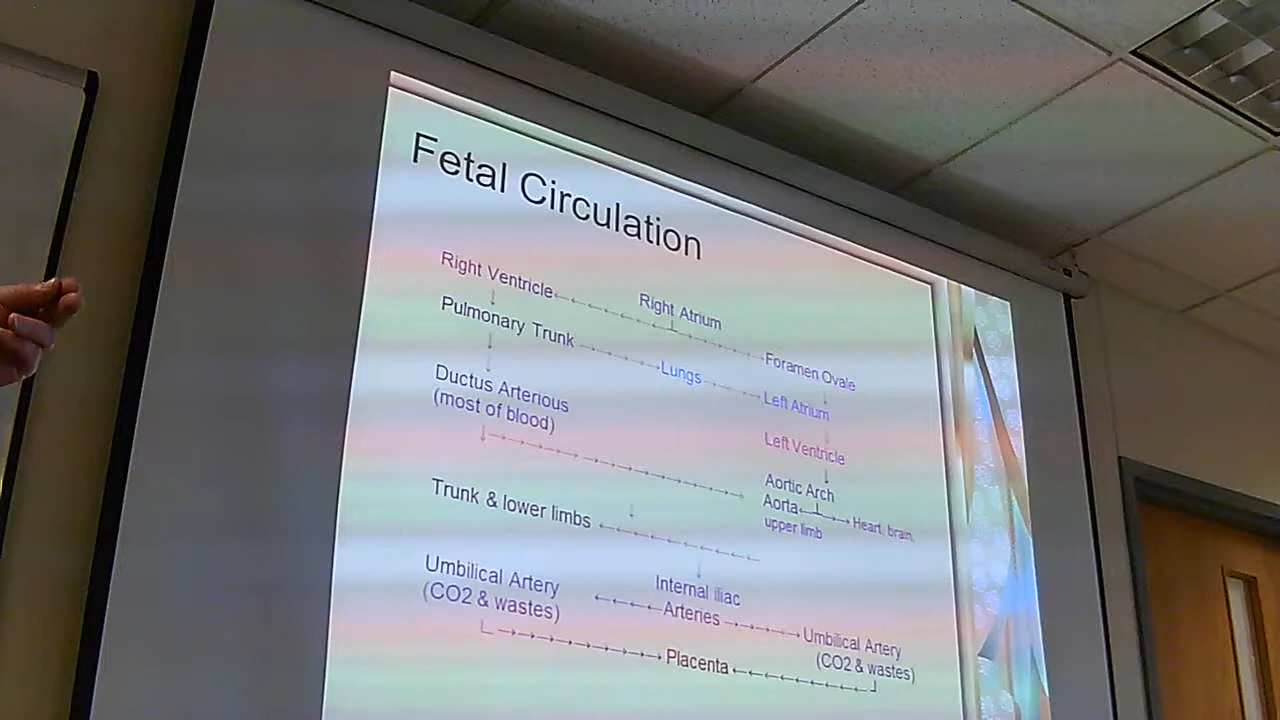 Fetal Circulation
Right Ventricle
Right Atrium
Pulmonary Trunk
Lungs
Foramen Ovale
Left Atrium
Ductus Arterious
(most of blood)
Left Ventricle
Aortic Arch
Aorta
Heart, brain,
upper limb
Trunk & lower limbs
Internal iliac
Arteries
Umbilical Artery
(CO2 & wastes)
Umbilical Artery
(CO2 & wastes)
Placenta